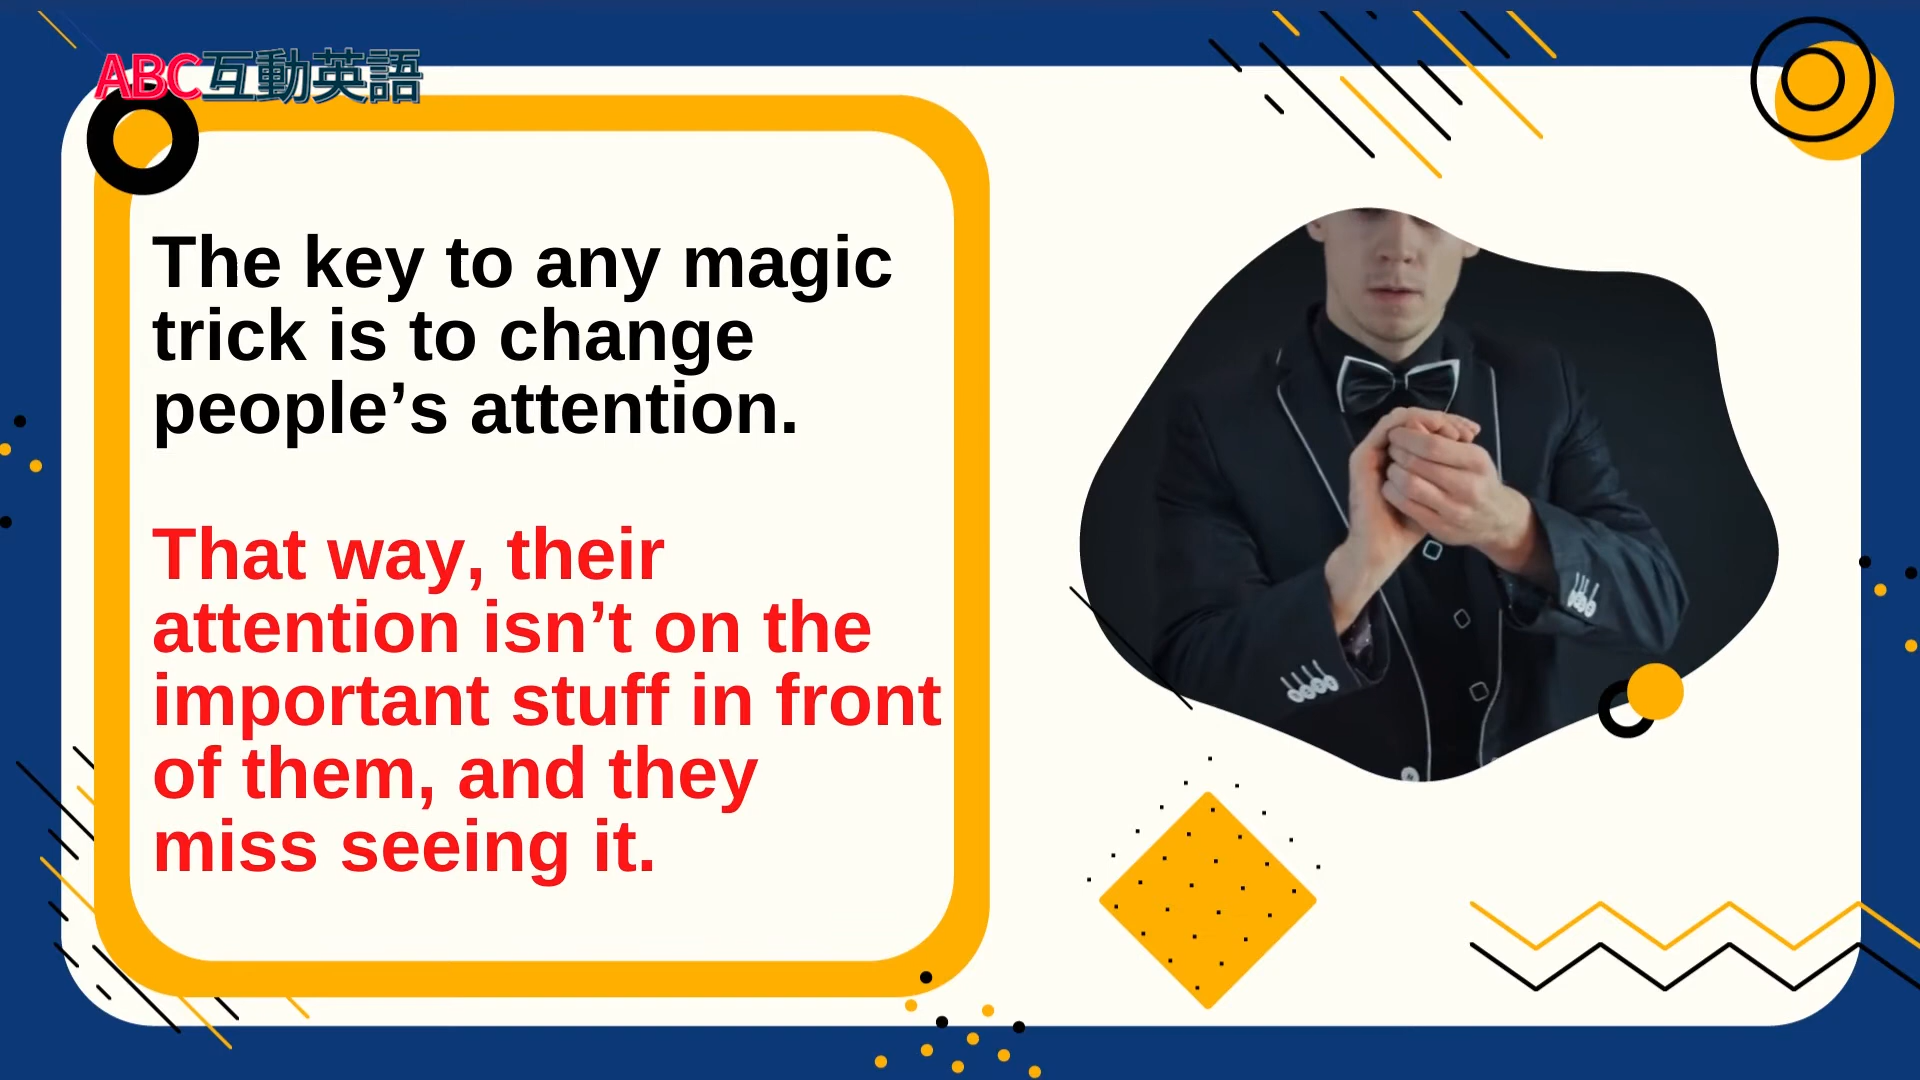 ABC互動英語
The key to any magic
trick is to change
people’s attention.
That way, their
attention isn’t on the
important stuff in front
of them, and they
miss seeing it.